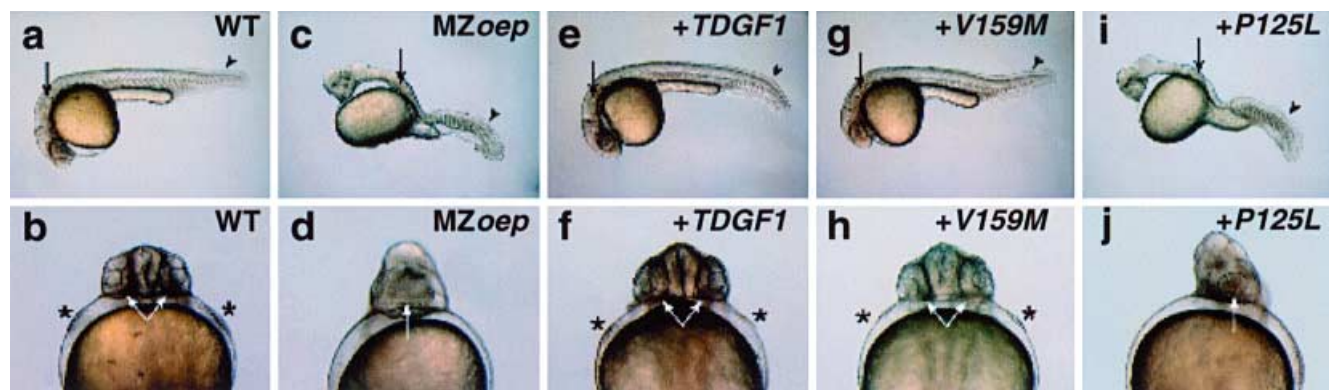 a WT
c MZoep
e +TDGF1
g +V159M
i +P125L
b WT
d MZoep
f +TDGF1
h +V159M
j +P125L
* *
* *
* *